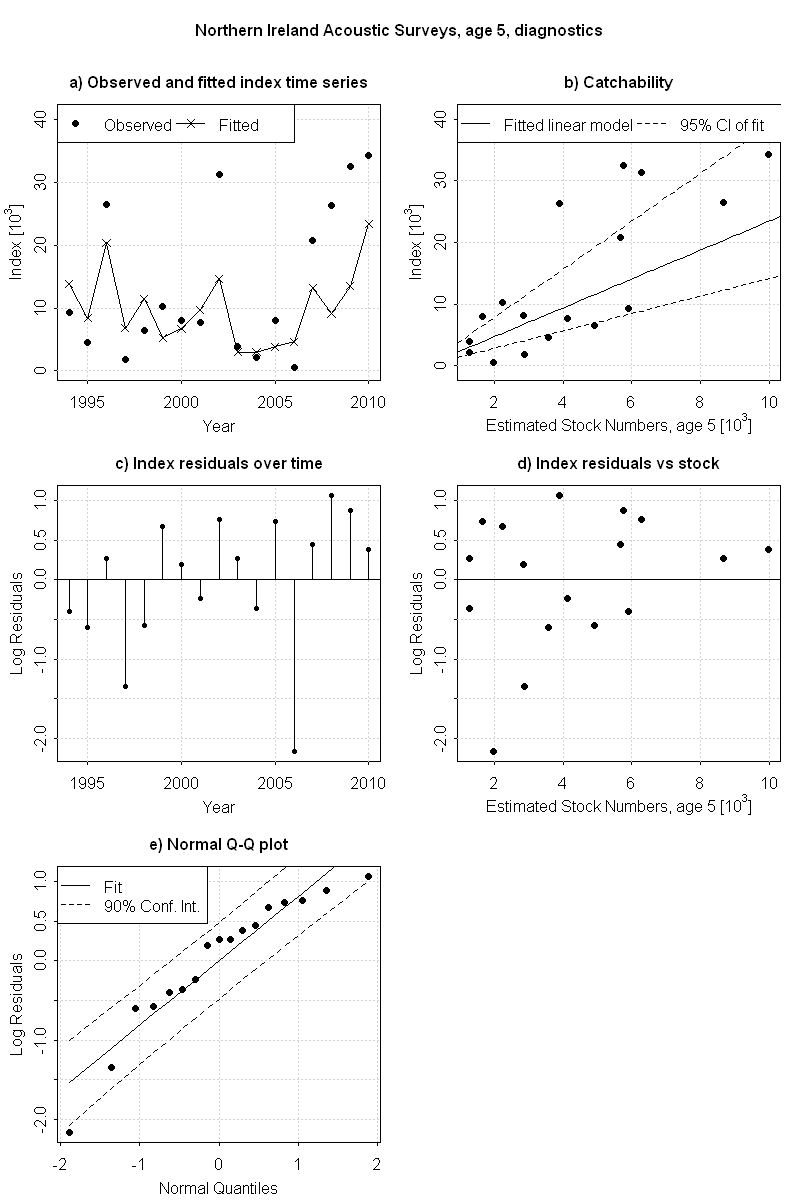 Northern Ireland Acoustic Surveys, age 5, diagnostics
a) Observed and fitted index time series
Observed Fitted
Index [10³]
0 10 20 30 40
1995 2000 2005 2010
Year
b) Catchability
Fitted linear model 95% CI of fit
Index [10³]
0 10 20 30 40
2 4 6 8 10
Estimated Stock Numbers, age 5 [10³]
c) Index residuals over time
Log Residuals
-2.0 -1.0 0.0 0.5 1.0
1995 2000 2005 2010
Year
d) Index residuals vs stock
Log Residuals
-2.0 -1.0 0.0 0.5 1.0
2 4 6 8 10
Estimated Stock Numbers, age 5 [10³]
e) Normal Q-Q plot
Fit
90% Conf. Int.
Log Residuals
-2.0 -1.0 0.0 0.5 1.0
-2 -1 0 1 2
Normal Quantiles